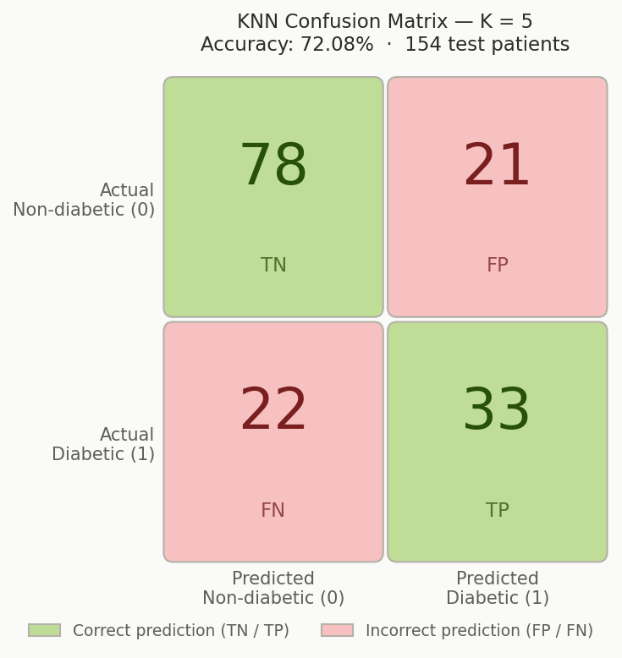 KNN Confusion Matrix — K = 5
Accuracy: 72.08%  ·  154 test patients
78
21
Actual
Non-diabetic (0)
TN
FP
22
33
Actual
Diabetic (1)
FN
TP
Predicted
Non-diabetic (0)
Predicted
Diabetic (1)
Correct prediction (TN / TP)
Incorrect prediction (FP / FN)